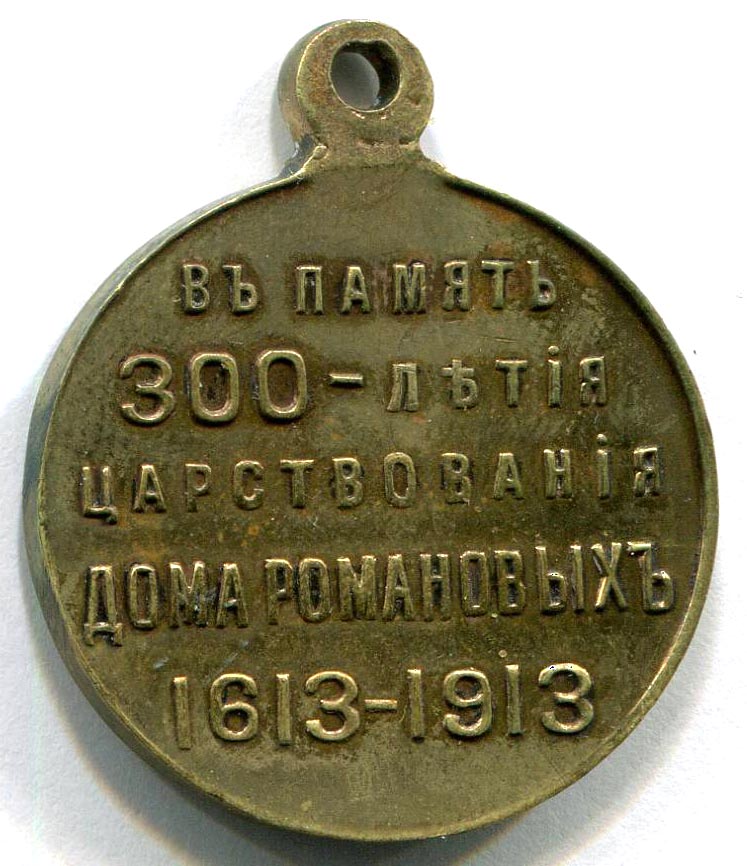 ВЪ ПАМЯТЬ
300-ЛѢТІЯ
ЦАРСТВОВАНІЯ
ДОМА РОМАНОВЫХЪ
1613-1913